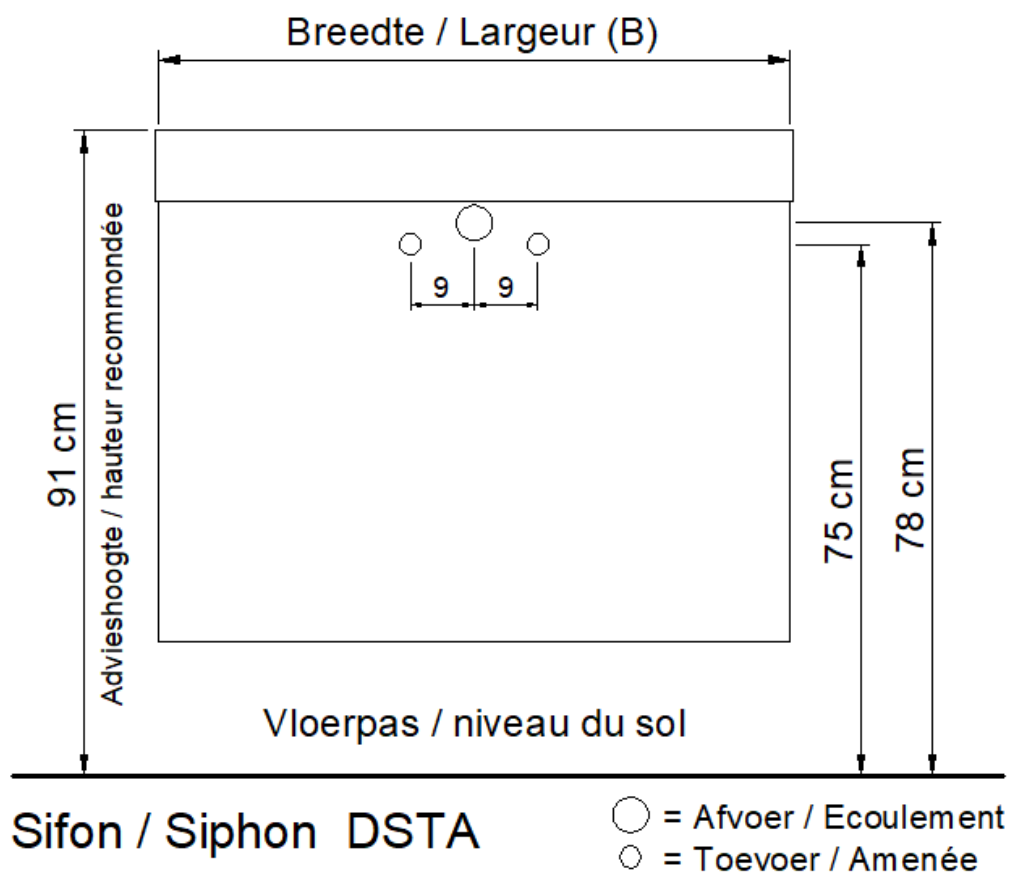 Breedte / Largeur (B)
9 9
91 cm
Advieshoogte / hauteur recommondée
75 cm
78 cm
Vloerpas / niveau du sol
Sifon / Siphon DSTA
= Afvoer / Ecoulement
= Toevoer / Amenée